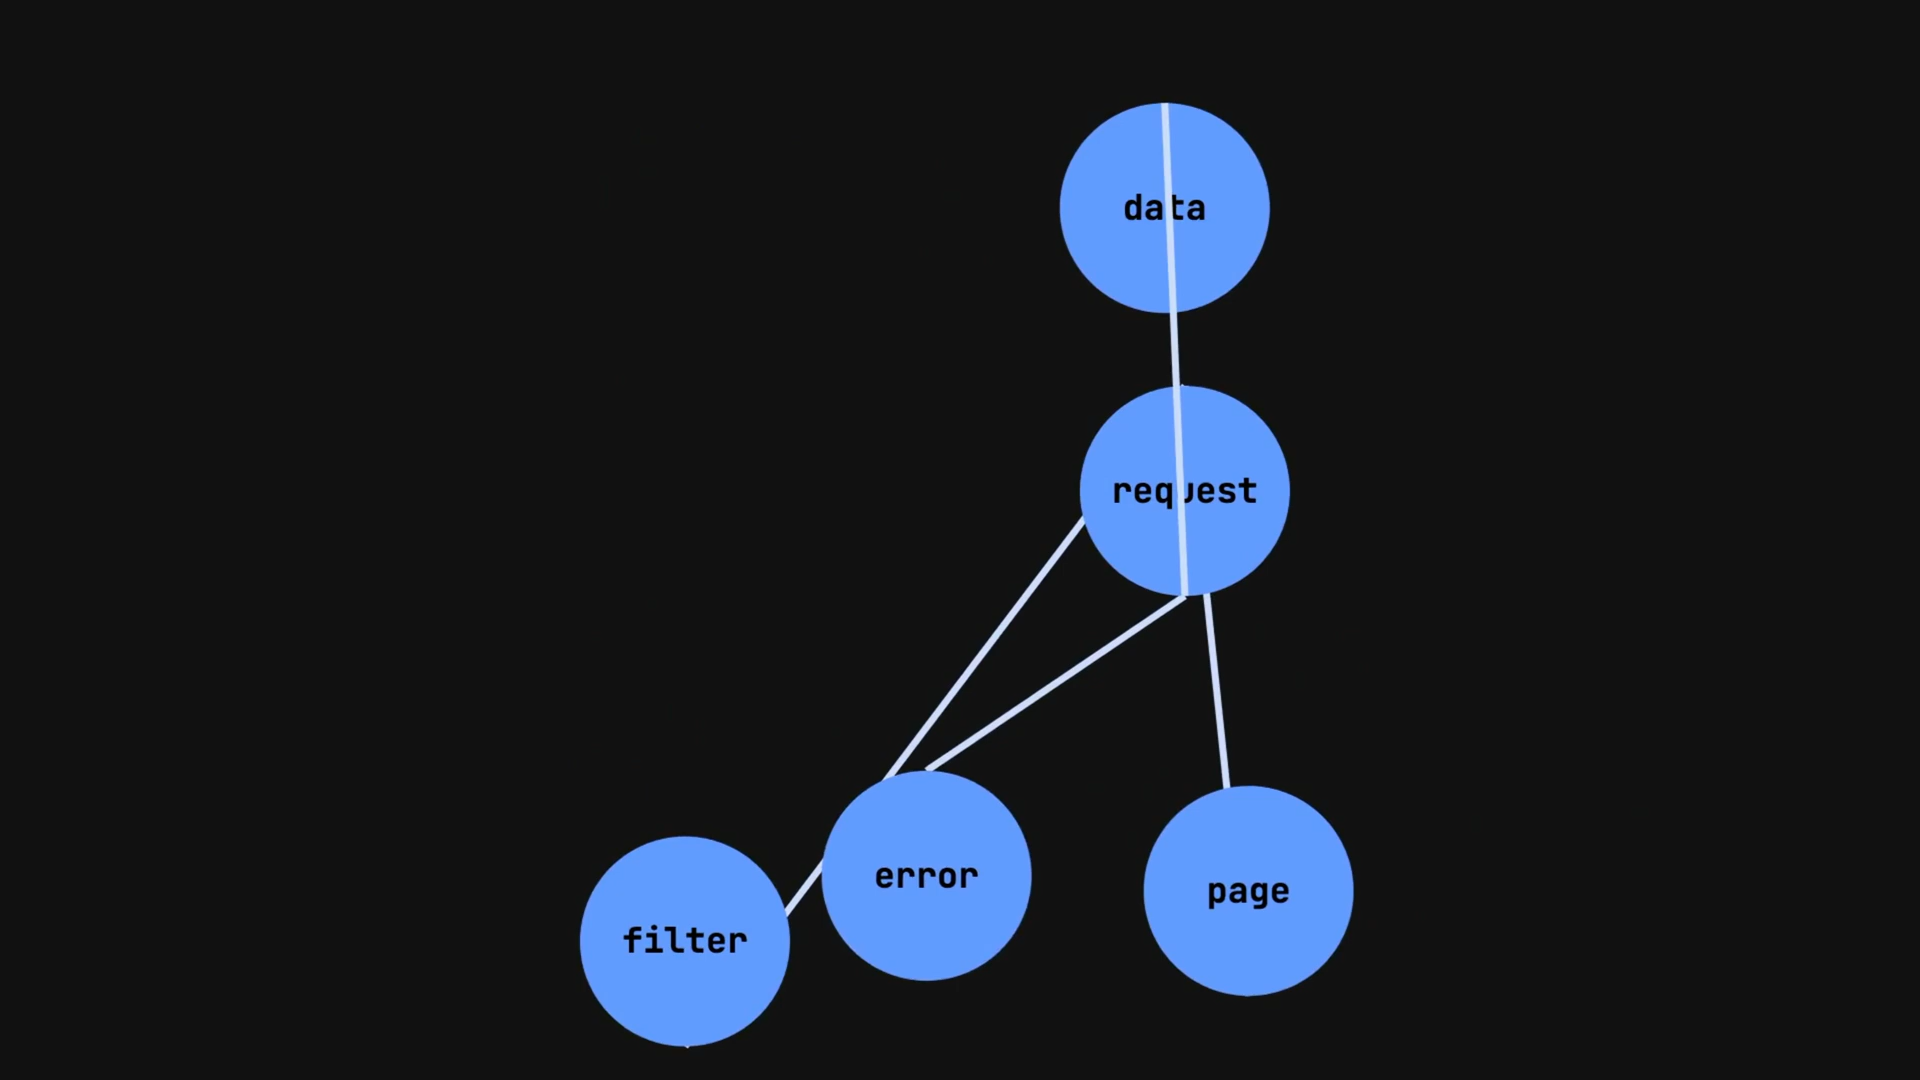 data
request
error
page
filter